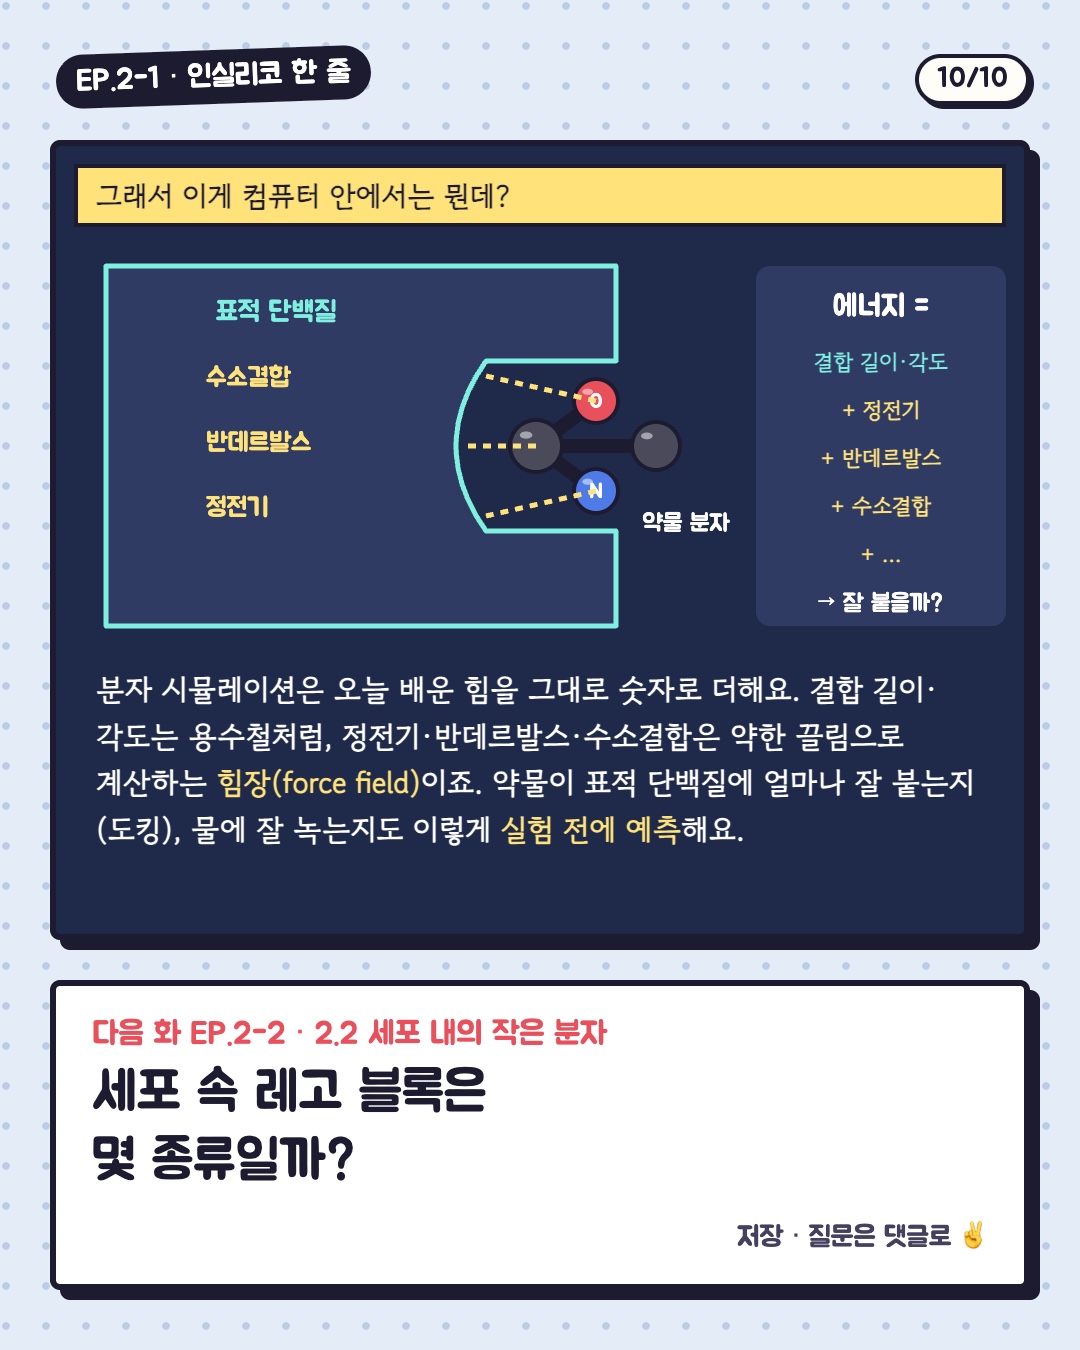 EP.2-1 · 인실리코 한 줄
10/10
그래서 이게 컴퓨터 안에서는 뭔데?
표적 단백질
수소결합
반데르발스
정전기
O
N
약물 분자
에너지 =
결합 길이·각도
+ 정전기
+ 반데르발스
+ 수소결합
+ ...
→ 잘 붙을까?
분자 시뮬레이션은 오늘 배운 힘을 그대로 숫자로 더해요. 결합 길이·
각도는 용수철처럼, 정전기·반데르발스·수소결합은 약한 끌림으로
계산하는 힘장(force field)이죠. 약물이 표적 단백질에 얼마나 잘 붙는지
(도킹), 물에 잘 녹는지도 이렇게 실험 전에 예측해요.
다음 화 EP.2-2 · 2.2 세포 내의 작은 분자
세포 속 레고 블록은
몇 종류일까?
저장 · 질문은 댓글로 ✌️